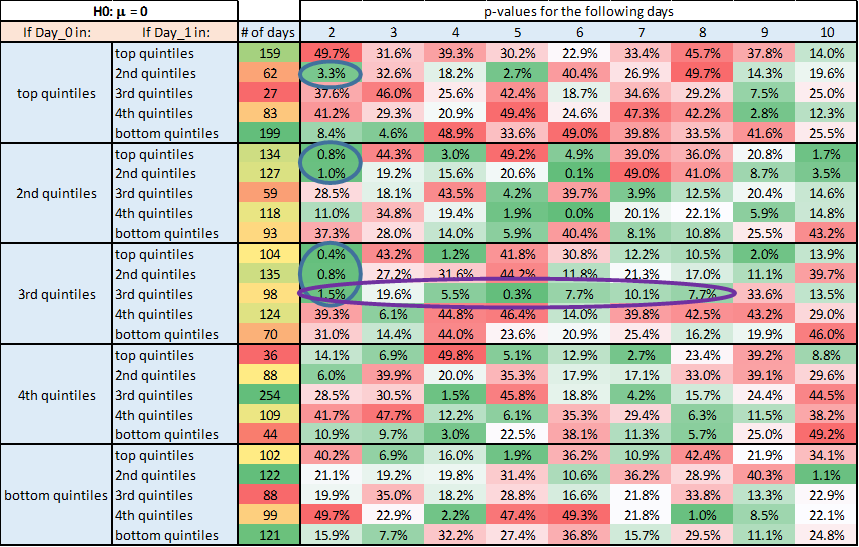 H0: μ = 0 p-values for the following days
If Day_0 in: If Day_1 in: # of days 2 3 4 5 6 7 8 9 10
top quintiles 159 49.7% 31.6% 39.3% 30.2% 22.9% 33.4% 45.7% 37.8% 14.0%
2nd quintiles 62 3.3% 32.6% 18.2% 2.7% 40.4% 26.9% 49.7% 14.3% 19.6%
top quintiles 3rd quintiles 27 37.6% 46.0% 25.6% 42.4% 18.7% 34.6% 29.2% 7.5% 25.0%
4th quintiles 83 41.2% 29.3% 20.9% 49.4% 24.6% 47.3% 42.2% 2.8% 12.3%
bottom quintiles 199 8.4% 4.6% 48.9% 33.6% 49.0% 39.8% 33.5% 41.6% 25.5%
top quintiles 134 0.8% 44.3% 3.0% 49.2% 4.9% 39.0% 36.0% 20.8% 1.7%
2nd quintiles 127 1.0% 19.2% 15.6% 20.6% 0.1% 49.0% 41.0% 8.7% 3.5%
2nd quintiles 3rd quintiles 59 28.5% 18.1% 43.5% 4.2% 39.7% 3.9% 12.5% 20.4% 14.6%
4th quintiles 118 11.0% 34.8% 19.4% 1.9% 0.0% 20.1% 22.1% 5.9% 14.8%
bottom quintiles 93 37.3% 28.0% 14.0% 5.9% 40.4% 8.1% 10.8% 25.5% 43.2%
top quintiles 104 0.4% 43.2% 1.2% 41.8% 30.8% 12.2% 10.5% 2.0% 13.9%
2nd quintiles 135 0.8% 27.2% 31.6% 44.2% 11.8% 21.3% 17.0% 11.1% 39.7%
3rd quintiles 3rd quintiles 98 1.5% 19.6% 5.5% 0.3% 7.7% 10.1% 7.7% 33.6% 13.5%
4th quintiles 124 39.3% 6.1% 44.8% 46.4% 14.0% 39.8% 42.5% 43.2% 29.0%
bottom quintiles 70 31.0% 14.4% 44.0% 23.6% 20.9% 25.4% 16.2% 19.9% 46.0%
top quintiles 36 14.1% 6.9% 49.8% 5.1% 12.9% 2.7% 23.4% 39.2% 8.8%
2nd quintiles 88 6.0% 39.9% 20.0% 35.3% 17.9% 17.1% 33.0% 39.1% 29.6%
4th quintiles 3rd quintiles 254 28.5% 30.5% 1.5% 45.8% 18.8% 4.2% 15.7% 24.4% 44.5%
4th quintiles 109 41.7% 47.7% 12.2% 6.1% 35.3% 29.4% 6.3% 11.5% 38.2%
bottom quintiles 44 10.9% 9.7% 3.0% 22.5% 38.1% 11.3% 5.7% 25.0% 49.2%
top quintiles 102 40.2% 6.9% 16.0% 1.9% 36.2% 10.9% 42.4% 21.9% 34.1%
2nd quintiles 122 21.1% 19.2% 19.8% 31.4% 10.6% 36.2% 28.9% 40.3% 1.1%
bottom quintiles 3rd quintiles 88 19.9% 35.0% 18.2% 28.8% 16.6% 21.8% 33.8% 13.3% 22.9%
4th quintiles 99 49.7% 22.9% 2.2% 47.4% 49.3% 21.8% 1.0% 8.5% 22.1%
bottom quintiles 121 15.9% 7.7% 32.2% 27.4% 36.8% 15.7% 29.5% 11.1% 24.8%